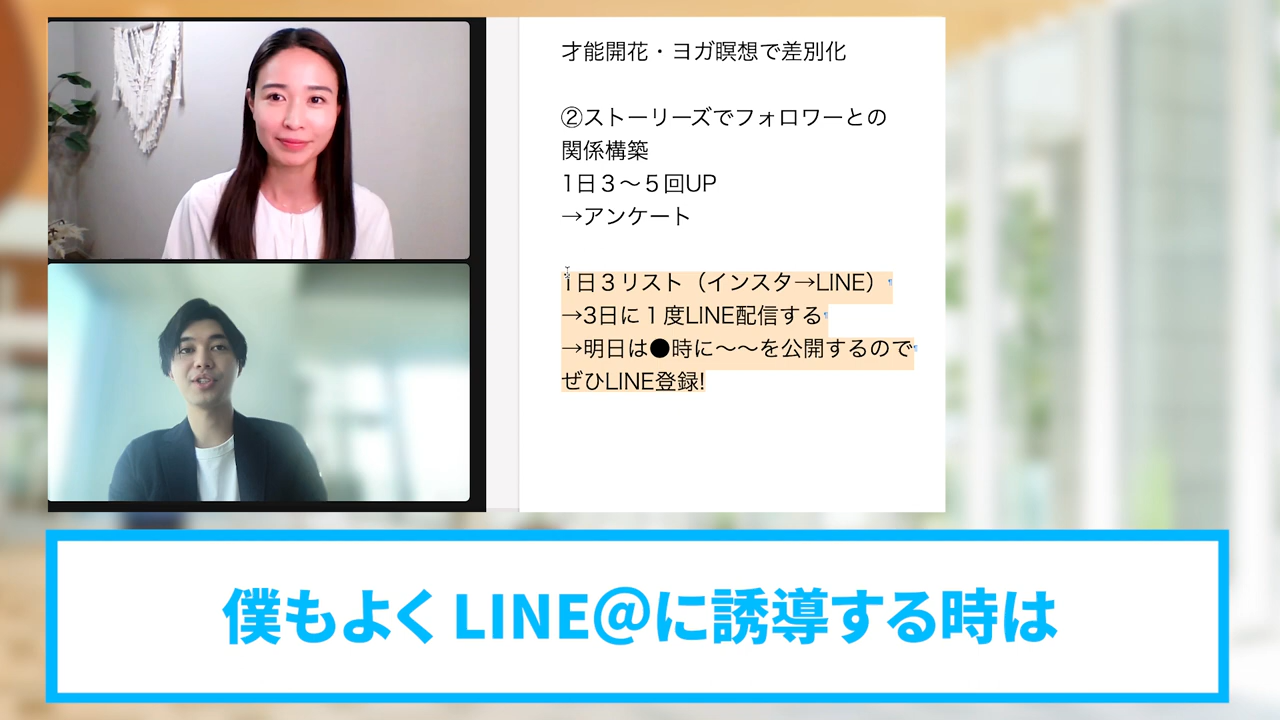 才能開花・ヨガ瞑想で差別化
②ストーリーズでフォロワーとの
関係構築
1日３〜５回UP
→アンケート
1日３リスト（インスタ→LINE）
→3日に１度LINE配信する
→明日は●時に〜〜を公開するので
ぜひLINE登録!
僕もよくLINE@に誘導する時は